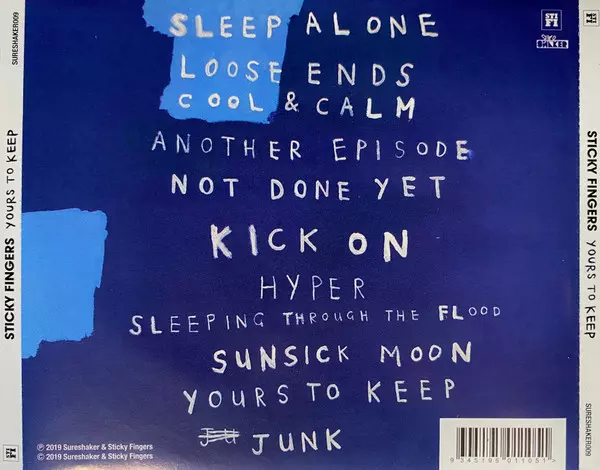 SLEEP ALONE
LOOSE ENDS
COOL & CALM
ANOTHER EPISODE
NOT DONE YET
KICK ON
HYPER
SLEEPING THROUGH THE FLOOD
SUNSICK MOON
YOURS TO KEEP
JUNK
℗ 2019 Sureshaker & Sticky Fingers
© 2019 Sureshaker & Sticky Fingers
SURESHAKER009
STICKY FINGERS YOURS TO KEEP
STI
FI
STICKY FINGERS YOURS TO KEEP
SURESHAKER009